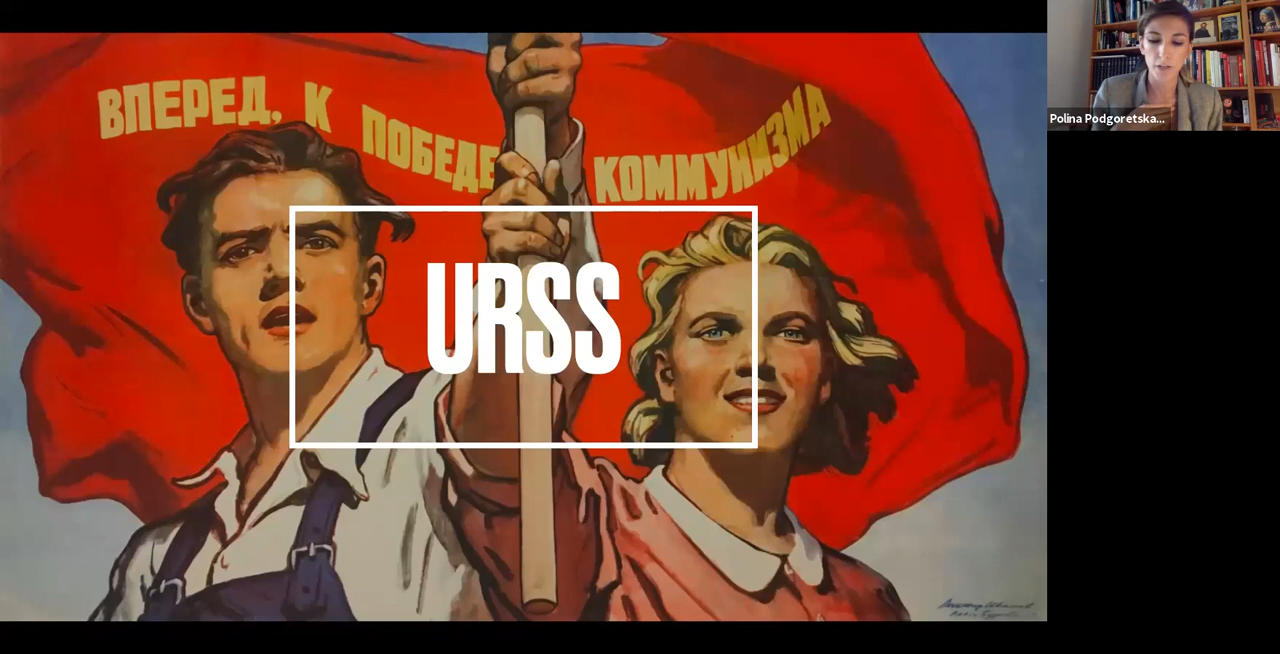 ВПЕРЕД, К ПОБЕДЕ КОММУНИЗМА
URSS
Polina Podgoretska...